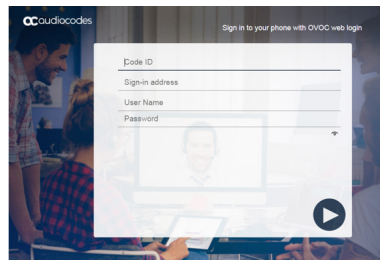 audiocodes
Sign in to your phone with OVOC web login
Code ID
Sign-in address
User Name
Password